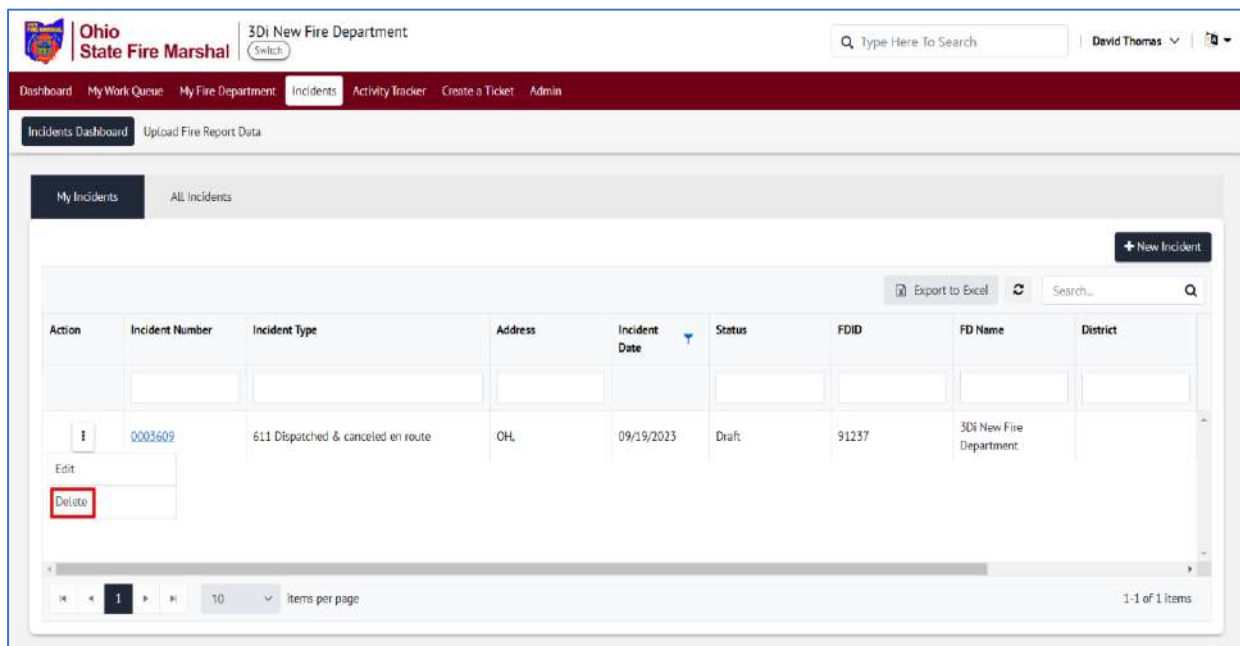 Ohio
State Fire Marshal
3Di New Fire Department
Switch
Type Here To Search
David Thomas
Dashboard My Work Queue My Fire Department Incidents Activity Tracker Create a Ticket Admin
Incidents Dashboard Upload Fire Report Data
My Incidents All Incidents
+ New Incident
Export to Excel Search...
Action Incident Number Incident Type Address Incident Date Status FDID FD Name District
0003609 611 Dispatched & canceled en route OH, 09/19/2023 Draft 91237 3Di New Fire Department
Edit
Delete
1 10 items per page 1-1 of 1 items